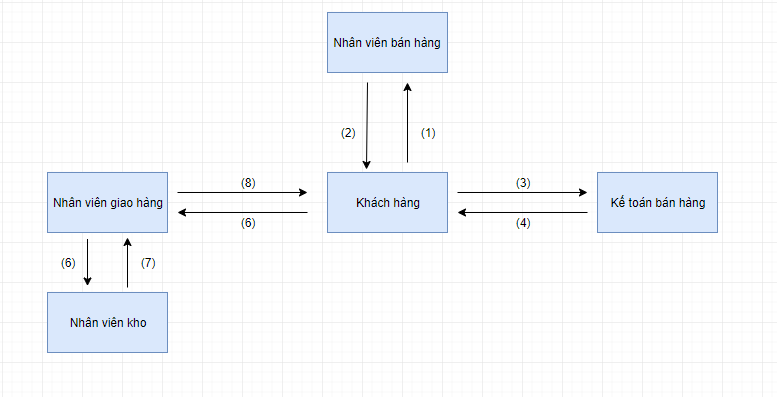 Nhân viên bán hàng
(2)
(1)
Nhân viên giao hàng
(8)
(6)
Khách hàng
(3)
(4)
Kế toán bán hàng
(6)
(7)
Nhân viên kho